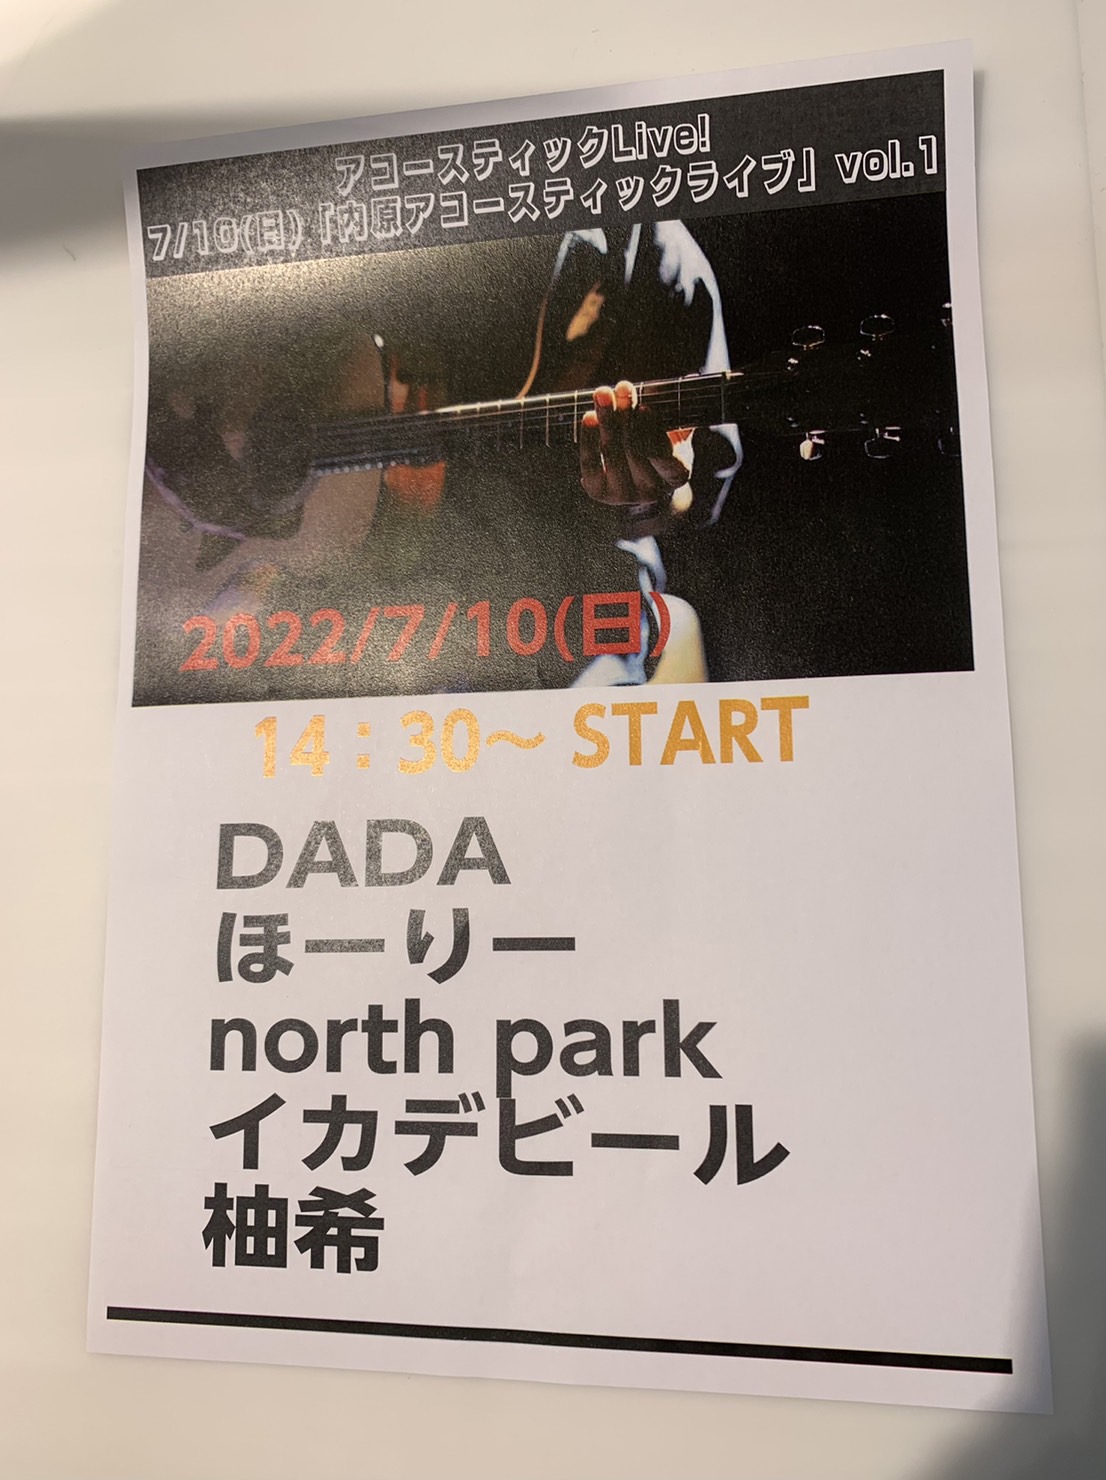 アコースティックLive!
7/10(日)「内原アコースティックライブ」vol.1
2022/7/10(日)
14：30～ START
DADA
ほーりー
north park
イカデビール
柚希